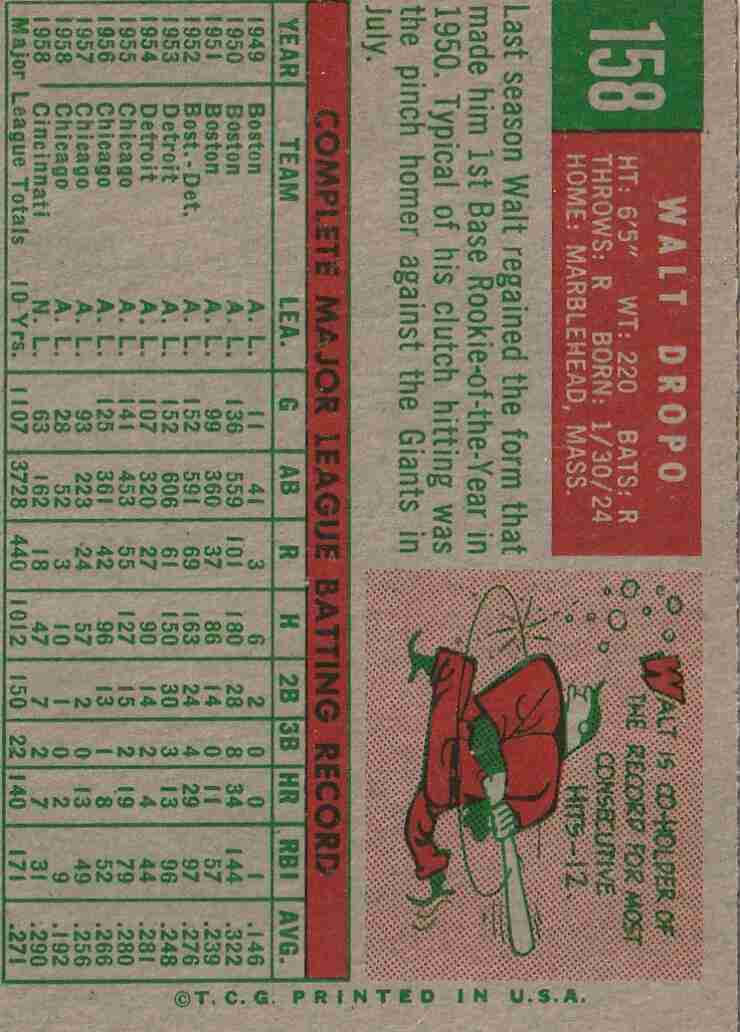 158
WALT DROPO
HT: 6'5" WT: 220 BATS: R
THROWS: R BORN: 1/30/24
HOME: MARBLEHEAD, MASS.
Last season Walt regained the form that
made him 1st Base Rookie-of-the-Year in
1950. Typical of his clutch hitting was
the pinch homer against the Giants in
July.
WALT IS CO-HOLDER OF
THE RECORD FOR MOST
CONSECUTIVE
HITS-12
COMPLETE MAJOR LEAGUE BATTING RECORD
YEAR TEAM LEA. G AB R H 2B 3B HR RBI AVG.
1949 Boston A. L. 11 41 3 6 2 0 0 1 .146
1950 Boston A. L. 136 559 101 180 28 8 34 144 .322
1951 Boston A. L. 99 360 37 86 14 0 11 57 .239
1952 Bost.-Det. A. L. 152 591 69 163 24 4 29 97 .276
1953 Detroit A. L. 152 606 61 150 30 3 13 96 .248
1954 Detroit A. L. 107 320 27 90 14 2 4 44 .281
1955 Chicago A. L. 141 453 55 127 15 2 19 79 .280
1956 Chicago A. L. 125 361 42 96 13 1 8 52 .266
1957 Chicago A. L. 93 223 24 57 2 0 13 49 .256
1958 Chicago A. L. 28 52 3 10 1 0 2 9 .192
1958 Cincinnati N. L. 63 162 18 47 7 2 7 31 .290
Major League Totals 10 Yrs. 1107 3728 440 1012 150 22 140 171 .271
©T.C.G. PRINTED IN U.S.A.